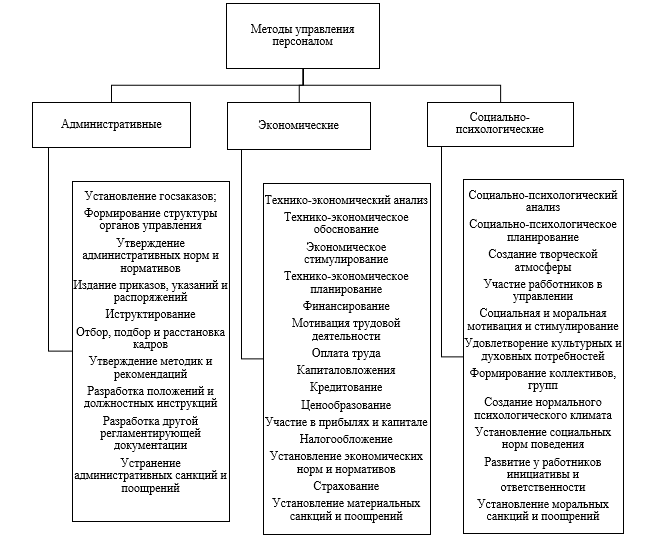 Методы управления
персоналом
Административные
Экономические
Социально-
психологические
Установление госзаказов;
Формирование структуры
органов управления
Утверждение
административных норм и
нормативов
Издание приказов, указаний и
распоряжений
Иструктирование
Отбор, подбор и расстановка
кадров
Утверждение методик и
рекомендаций
Разработка положений и
должностных инструкций
Разработка другой
регламентирующей
документации
Устранение
административных санкций и
поощрений
Технико-экономический анализ
Технико-экономическое
обоснование
Экономическое
стимулирование
Технико-экономическое
планирование
Финансирование
Мотивация трудовой
деятельности
Оплата труда
Капиталовложения
Кредитование
Ценообразование
Участие в прибылях и капитале
Налогообложение
Установление экономических
норм и нормативов
Страхование
Установление материальных
санкций и поощрений
Социально-психологический
анализ
Социально-психологическое
планирование
Создание творческой
атмосферы
Участие рабботников в
управлении
Социальная и моральная
мотивация и стимулирование
Удовлетворение культурных и
духовных потребностей
Формирование коллективов,
групп
Создание нормального
психологического климата
Установление социальных
норм поведения
Развитие у работников
инициативы и
ответственности
Установление моральных
санкций и поощрений